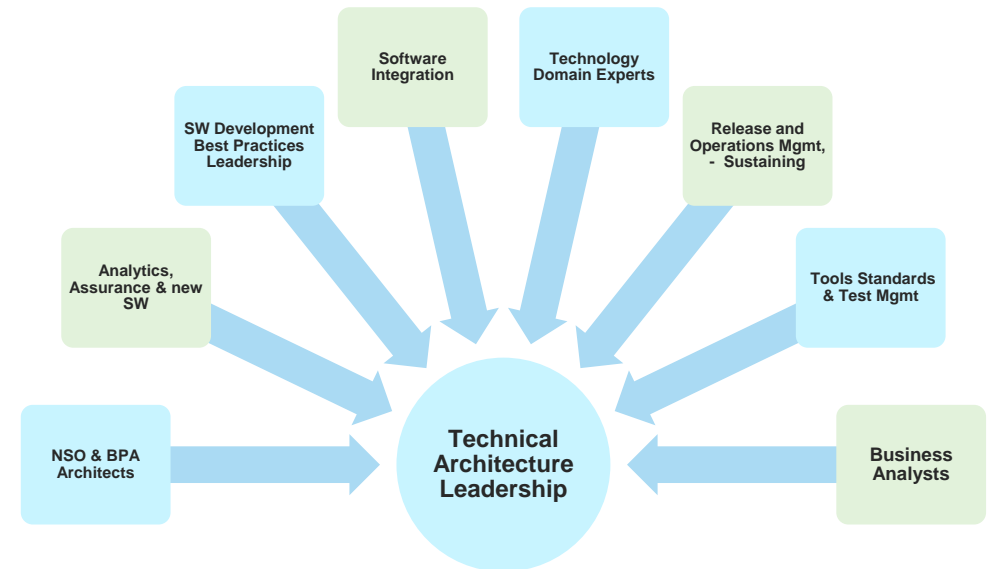 Software
Integration
Technology
Domain Experts
SW Development
Best Practices
Leadership
Release and
Operations Mgmt,
- Sustaining
Analytics,
Assurance & new
SW
Tools Standards
& Test Mgmt
NSO & BPA
Architects
Technical
Architecture
Leadership
Business
Analysts